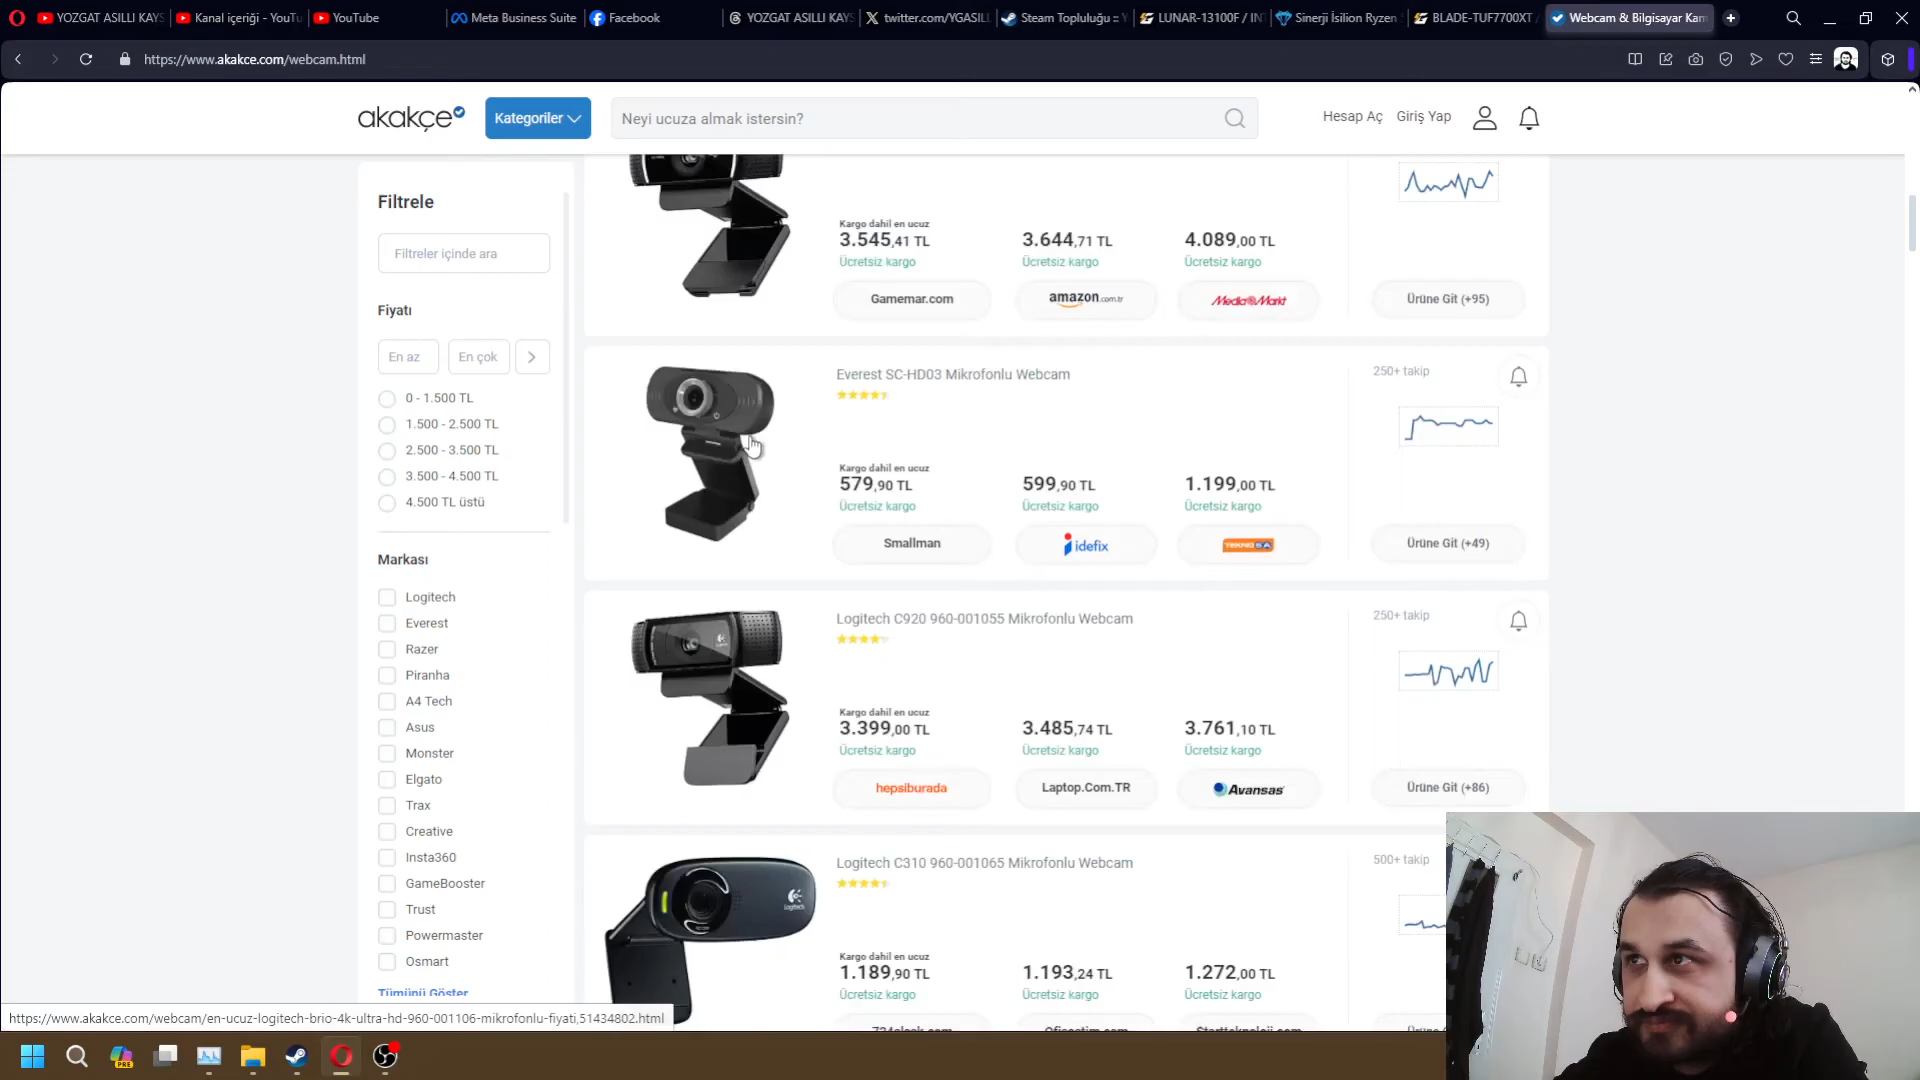 YOZGAT ASILLI KAYS
Kanal içeriği - YouTu
YouTube
Meta Business Suite
Facebook
YOZGAT ASILLI KAYS
twitter.com/YGASILL
Steam Topluluğu :: Y
LUNAR-13100F / IN
Sinerji İsilion Ryzen
BLADE-TUF7700XT /
Webcam & Bilgisayar Kam
https://www.akakce.com/webcam.html
akakçe
Kategoriler
Neyi ucuza almak istersin?
Hesap Aç
Giriş Yap
Filtrele
Filtreler içinde ara
Fiyatı
En az
En çok
0 - 1.500 TL
1.500 - 2.500 TL
2.500 - 3.500 TL
3.500 - 4.500 TL
4.500 TL üstü
Markası
Logitech
Everest
Razer
Piranha
A4 Tech
Asus
Monster
Elgato
Trax
Creative
Insta360
GameBooster
Trust
Powermaster
Osmart
Tümünü Göster
Kargo dahil en ucuz
3.545,41 TL
3.644,71 TL
4.089,00 TL
Ücretsiz kargo
Ücretsiz kargo
Ücretsiz kargo
Gamemar.com
amazon.com.tr
MediaMarkt
Ürüne Git (+95)
Everest SC-HD03 Mikrofonlu Webcam
250+ takip
Kargo dahil en ucuz
579,90 TL
599,90 TL
1.199,00 TL
Ücretsiz kargo
Ücretsiz kargo
Ücretsiz kargo
Smallman
idefix
TEKNOSA
Ürüne Git (+49)
Logitech C920 960-001055 Mikrofonlu Webcam
250+ takip
Kargo dahil en ucuz
3.399,00 TL
3.485,74 TL
3.761,10 TL
Ücretsiz kargo
Ücretsiz kargo
Ücretsiz kargo
hepsiburada
Laptop.Com.TR
Avansas
Ürüne Git (+86)
Logitech C310 960-001065 Mikrofonlu Webcam
500+ takip
logitech
Kargo dahil en ucuz
1.189,90 TL
1.193,24 TL
1.272,00 TL
Ücretsiz kargo
Ücretsiz kargo
Ücretsiz kargo
https://www.akakce.com/webcam/en-ucuz-logitech-brio-4k-ultra-hd-960-001106-mikrofonlu-fiyati,51434802.html
PRE